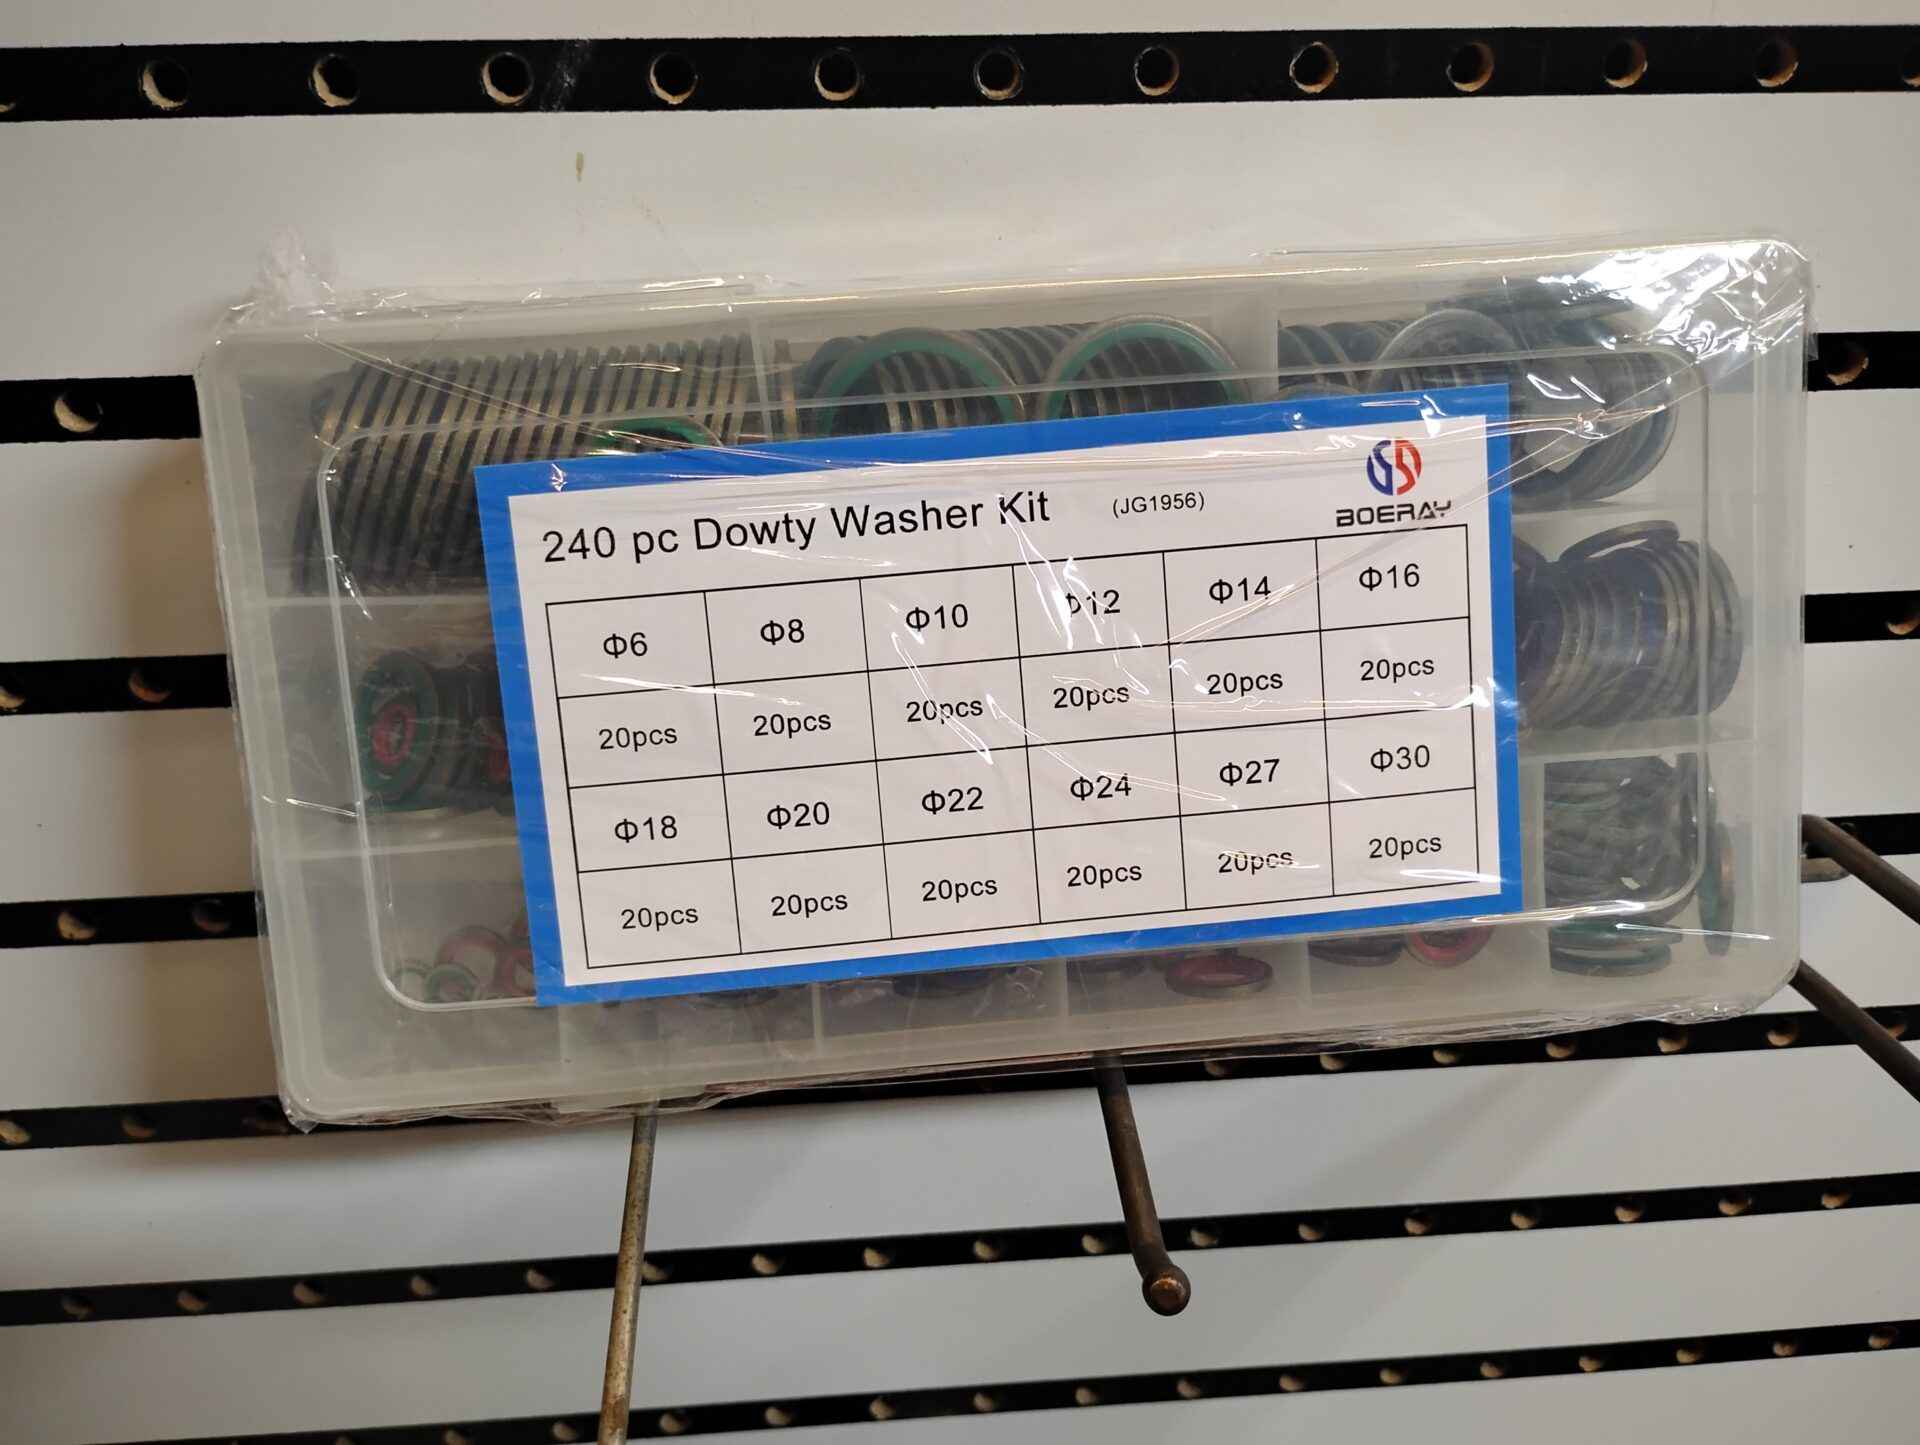 240 pc Dowty Washer Kit (JG1956)
BOERAY
Φ6 Φ8 Φ10 Φ12 Φ14 Φ16
20pcs 20pcs 20pcs 20pcs 20pcs 20pcs
Φ18 Φ20 Φ22 Φ24 Φ27 Φ30
20pcs 20pcs 20pcs 20pcs 20pcs 20pcs